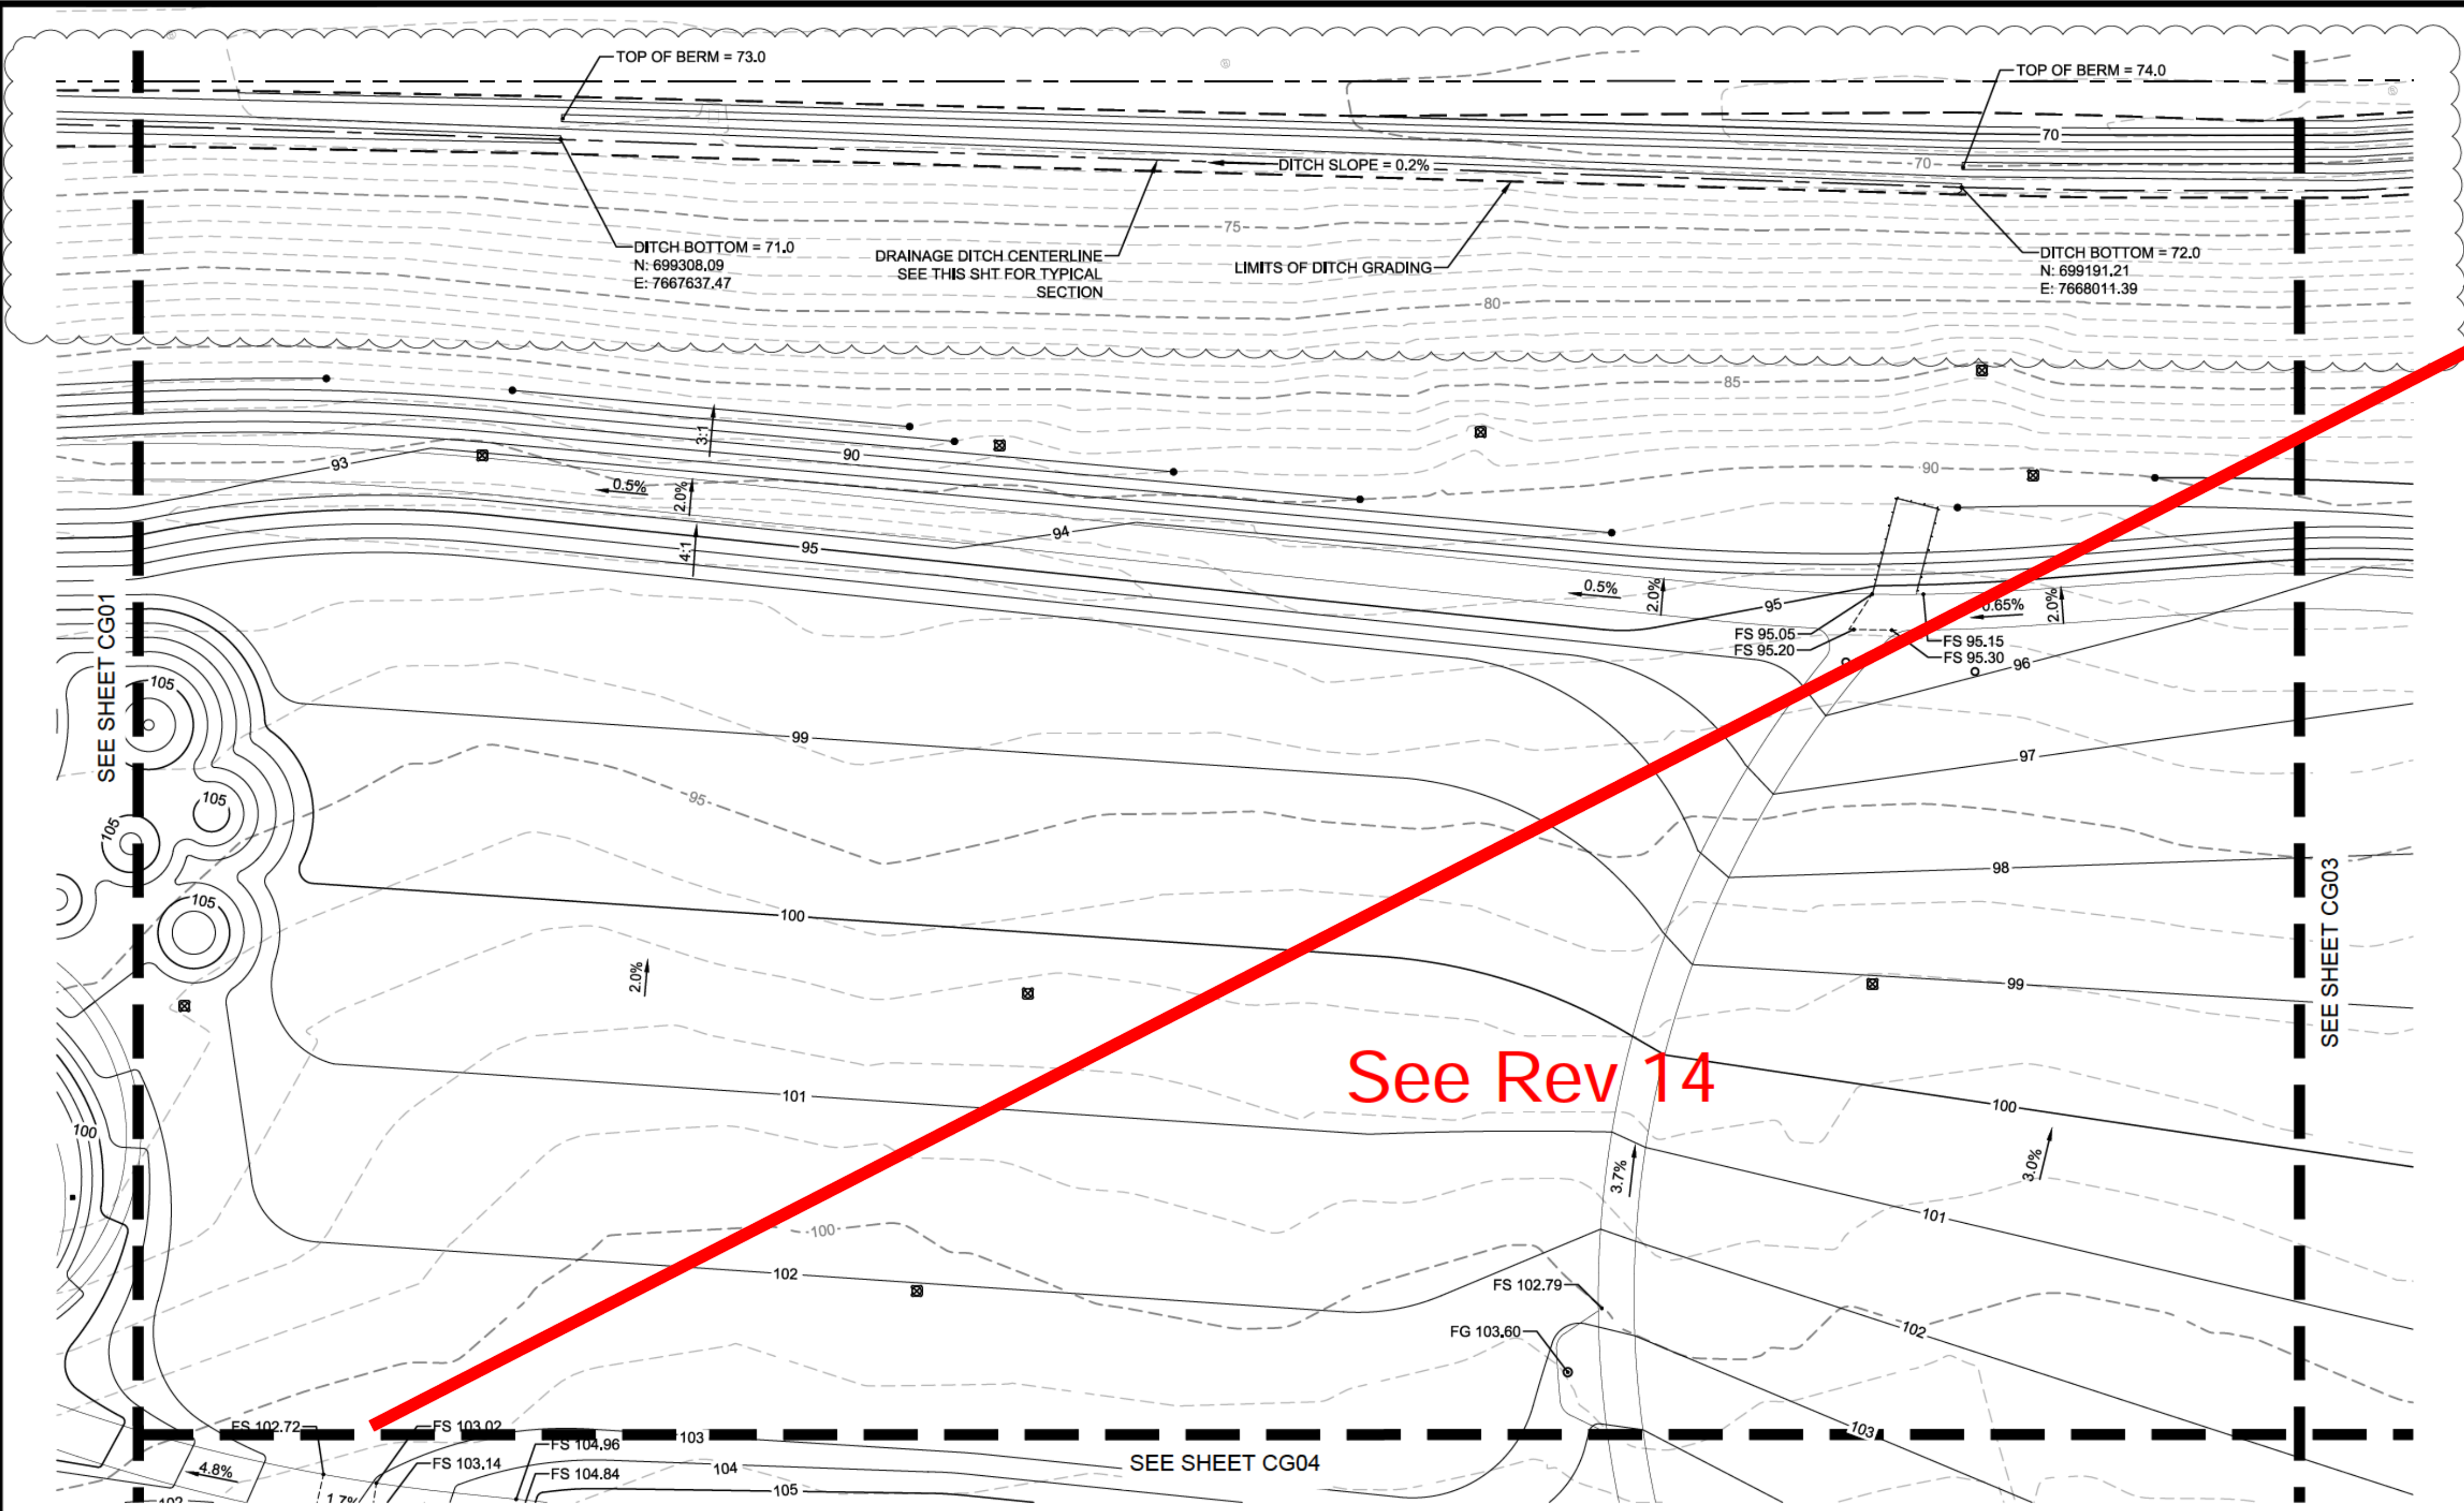 TOP OF BERM = 73.0
TOP OF BERM = 74.0
70
70
DITCH SLOPE = 0.2%
75
DITCH BOTTOM = 71.0
N: 699308.09
E: 7667637.47
DRAINAGE DITCH CENTERLINE
SEE THIS SHT FOR TYPICAL
SECTION
LIMITS OF DITCH GRADING
DITCH BOTTOM = 72.0
N: 699191.21
E: 7668011.39
80
85
3:1
90
93
90
0.5%
2.0%
94
4:1
95
0.5%
2.0%
95
0.65%
2.0%
FS 95.05
FS 95.20
FS 95.15
FS 95.30
96
SEE SHEET CG01
105
99
97
95
105
105
98
105
100
SEE SHEET CG03
2.0%
99
See Rev 14
101
100
100
3.7%
3.0%
101
100
102
FS 102.79
FG 103.60
102
FS 102.72
FS 103.02
103
103
FS 104.96
SEE SHEET CG04
4.8%
FS 103.14
104
FS 104.84
105
1.7%
102